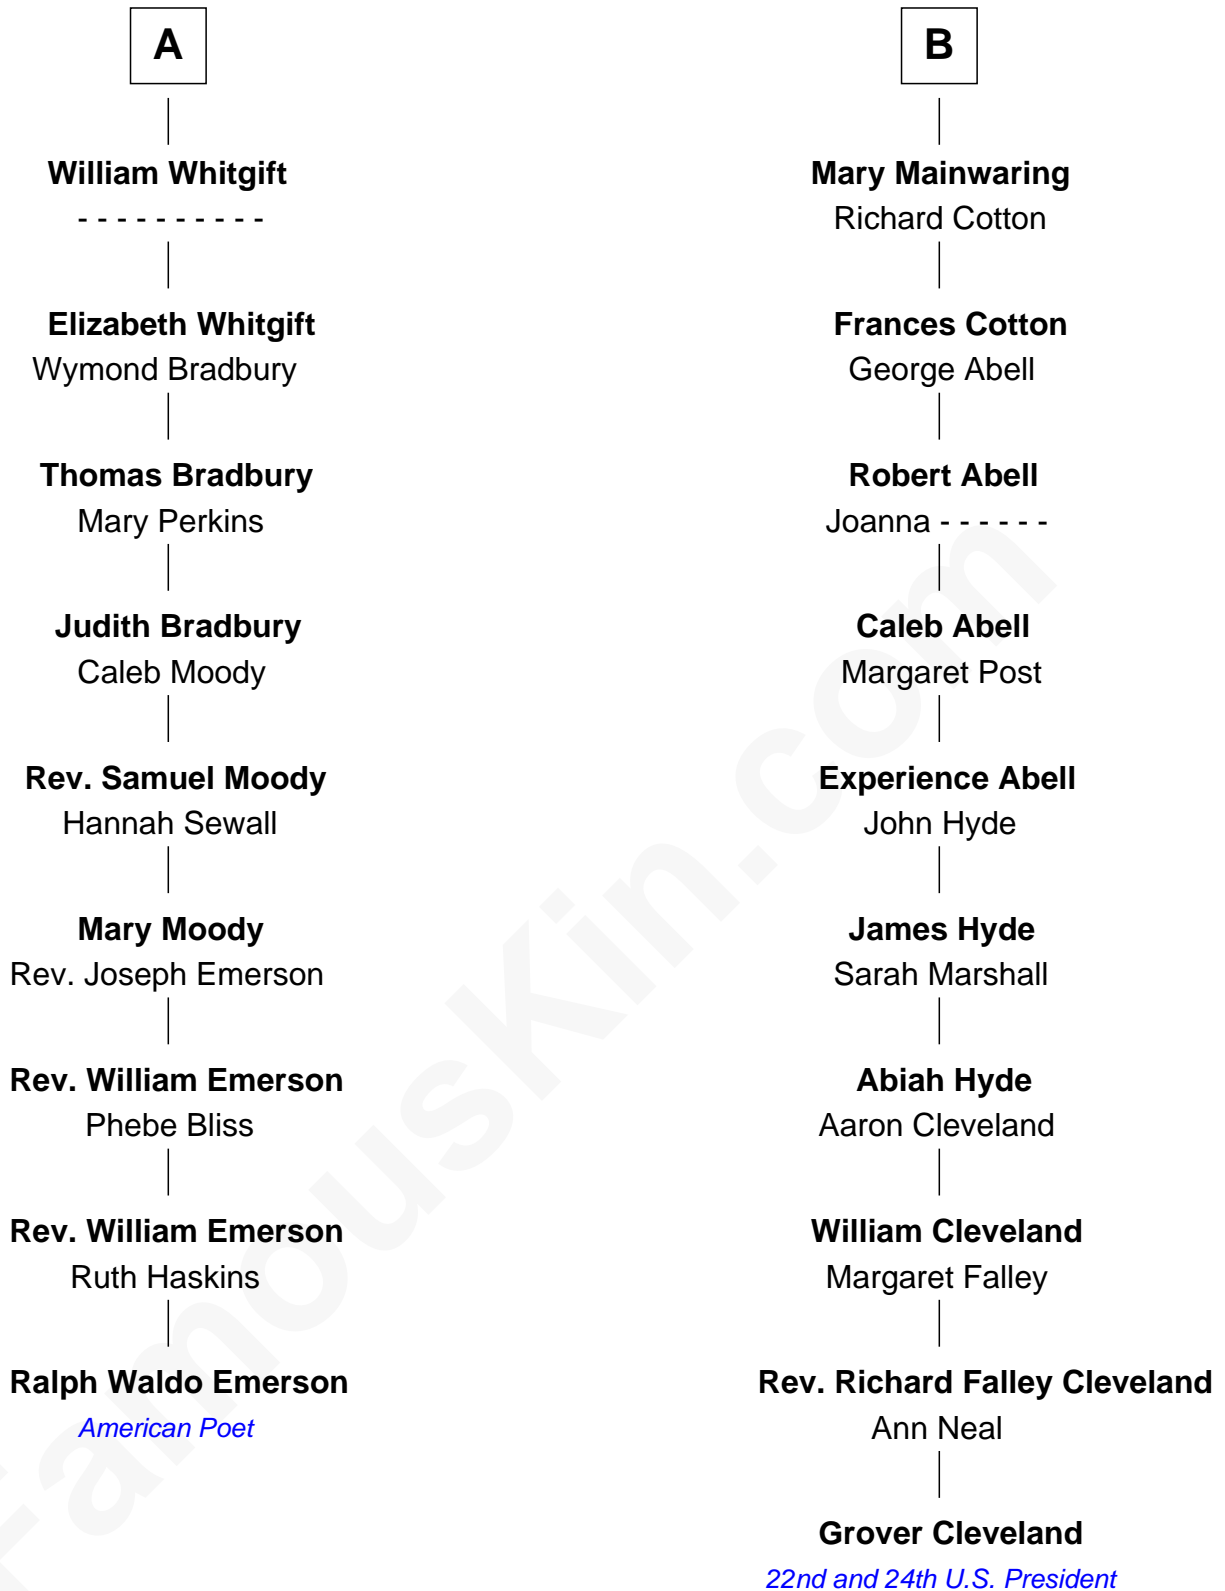 A
William Whitgift
- - - - - - - - - -
Elizabeth Whitgift
Wymond Bradbury
Thomas Bradbury
Mary Perkins
Judith Bradbury
Caleb Moody
Rev. Samuel Moody
Hannah Sewall
Mary Moody
Rev. Joseph Emerson
Rev. William Emerson
Phebe Bliss
Rev. William Emerson
Ruth Haskins
Ralph Waldo Emerson
American Poet
B
Mary Mainwaring
Richard Cotton
Frances Cotton
George Abell
Robert Abell
Joanna - - - - - -
Caleb Abell
Margaret Post
Experience Abell
John Hyde
James Hyde
Sarah Marshall
Abiah Hyde
Aaron Cleveland
William Cleveland
Margaret Falley
Rev. Richard Falley Cleveland
Ann Neal
Grover Cleveland
22nd and 24th U.S. President
FamousKin.com